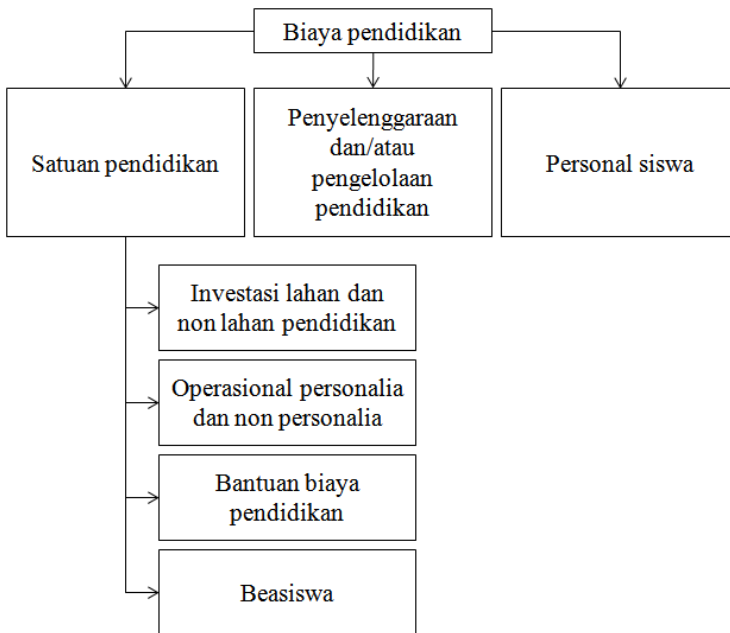 Biaya pendidikan
Satuan pendidikan
Penyelenggaraan
dan/atau
pengelolaan
pendidikan
Personal siswa
Investasi lahan dan
non lahan pendidikan
Operasional personalia
dan non personalia
Bantuan biaya
pendidikan
Beasiswa